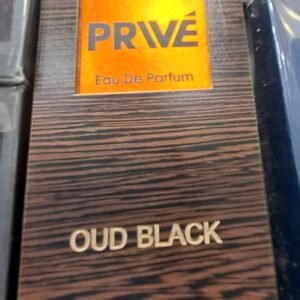 PRIVÉ
Eau De Parfum
OUD BLACK